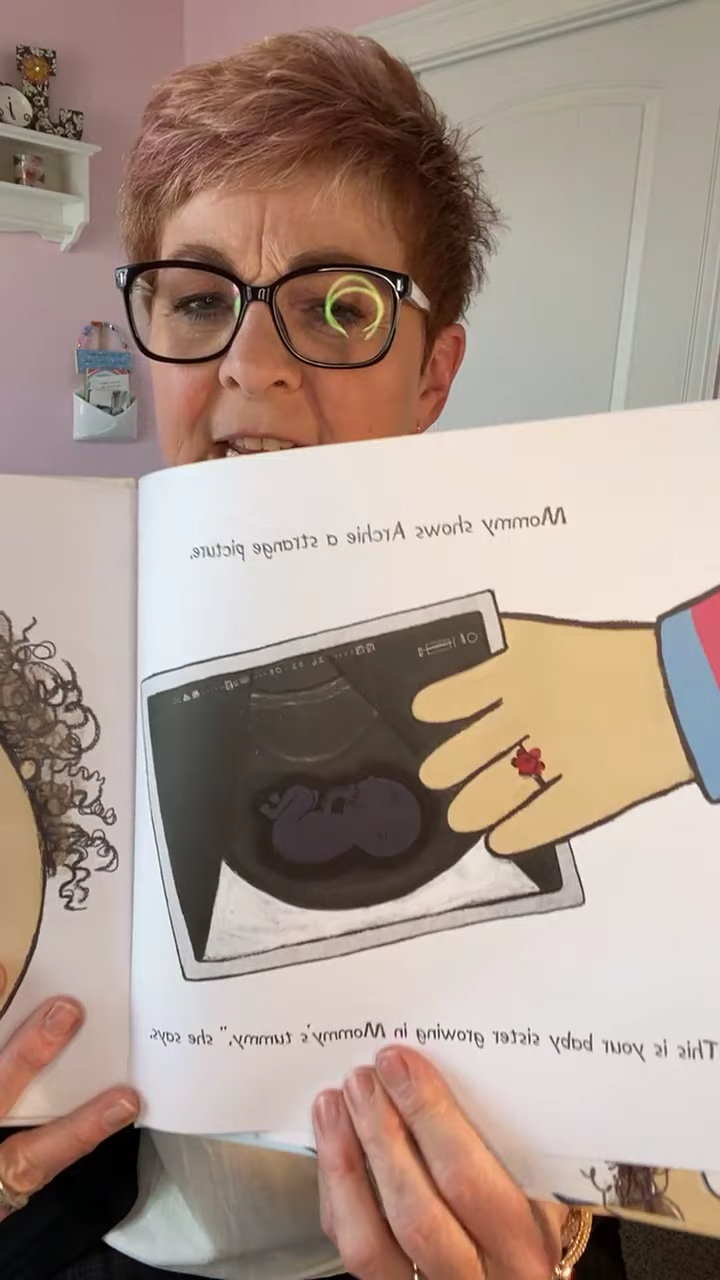 Mommy shows Archie a strange picture.
This is your baby sister growing in Mommy's tummy," she says.